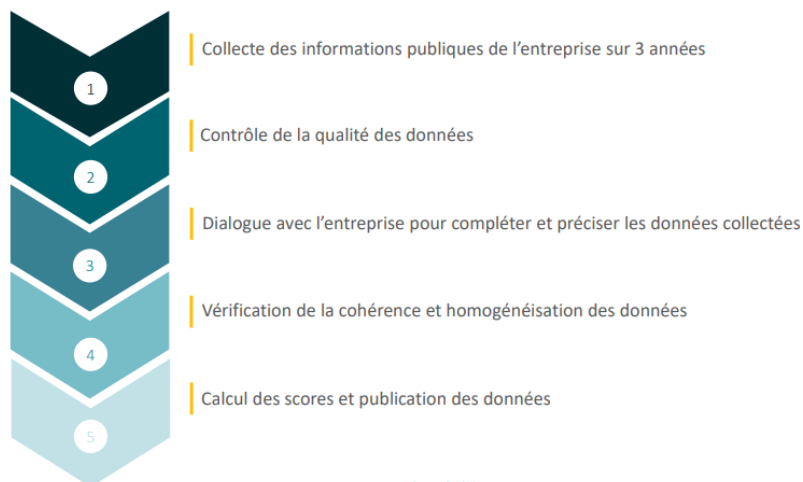 Collecte des informations publiques de l’entreprise sur 3 années
1
Contrôle de la qualité des données
2
Dialogue avec l’entreprise pour compléter et préciser les données collectées
3
Vérification de la cohérence et homogénéisation des données
4
Calcul des scores et publication des données
5